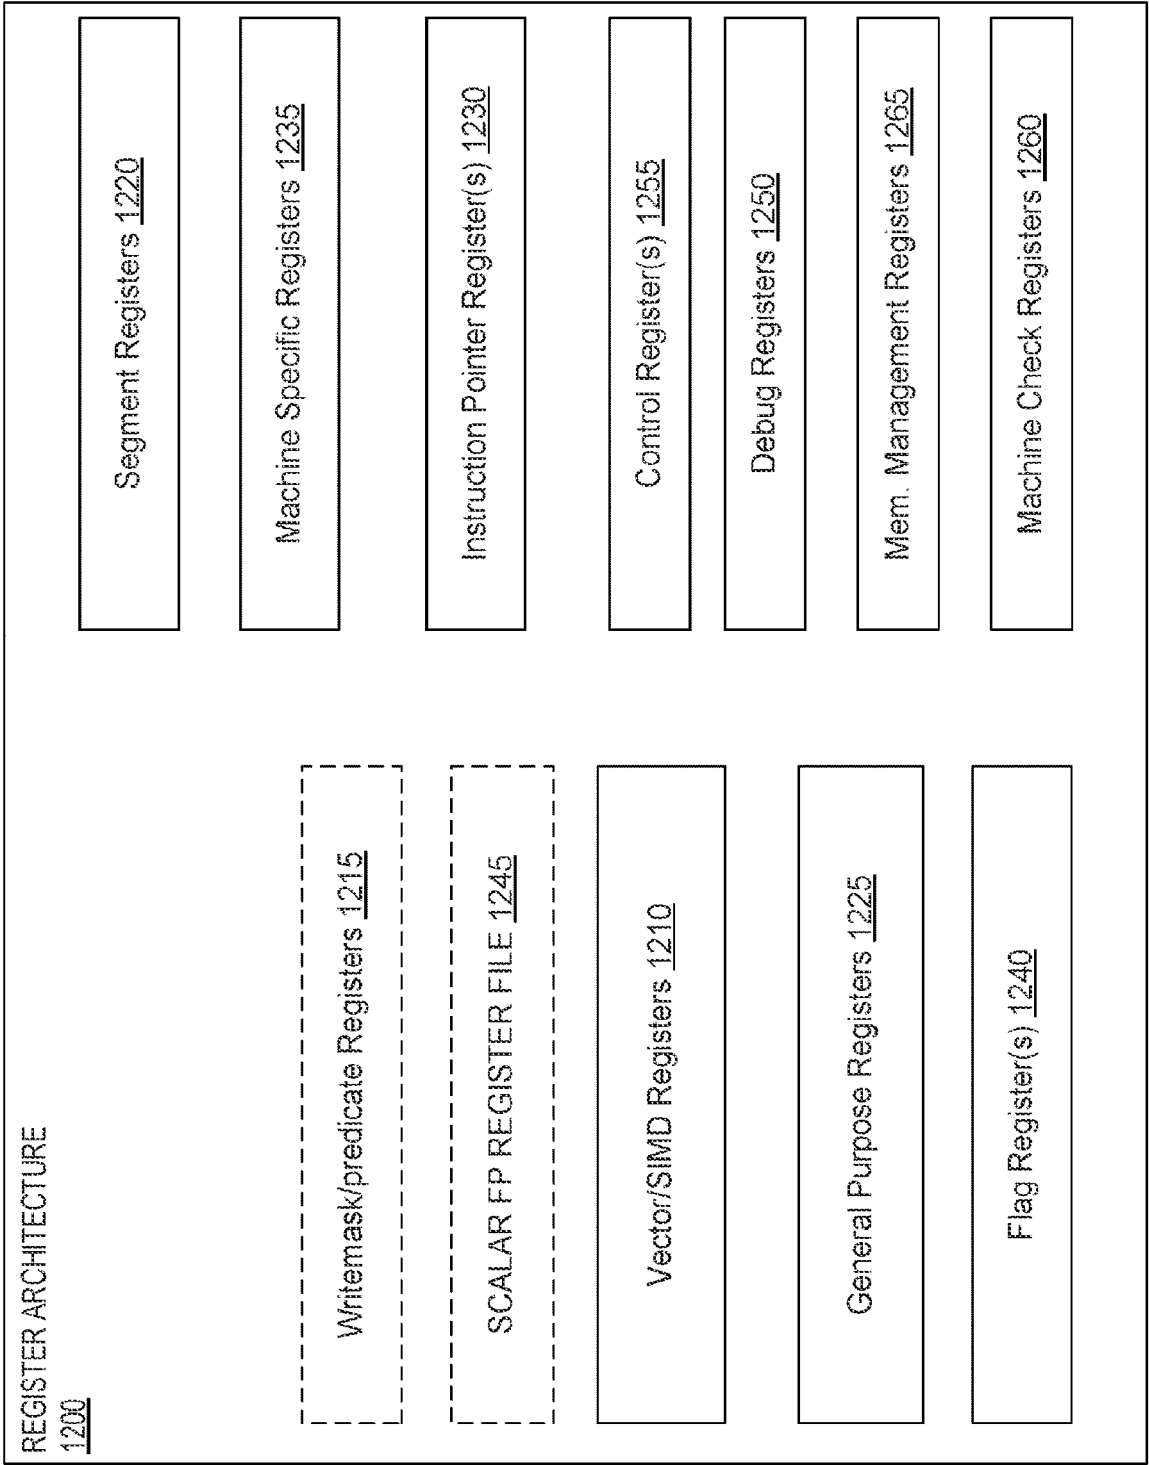 REGISTER ARCHITECTURE
1200
Writemask/predicate Registers 1215
SCALAR FP REGISTER FILE 1245
Vector/SIMD Registers 1210
General Purpose Registers 1225
Flag Register(s) 1240
Segment Registers 1220
Machine Specific Registers 1235
Instruction Pointer Register(s) 1230
Control Register(s) 1255
Debug Registers 1250
Mem. Management Registers 1265
Machine Check Registers 1260